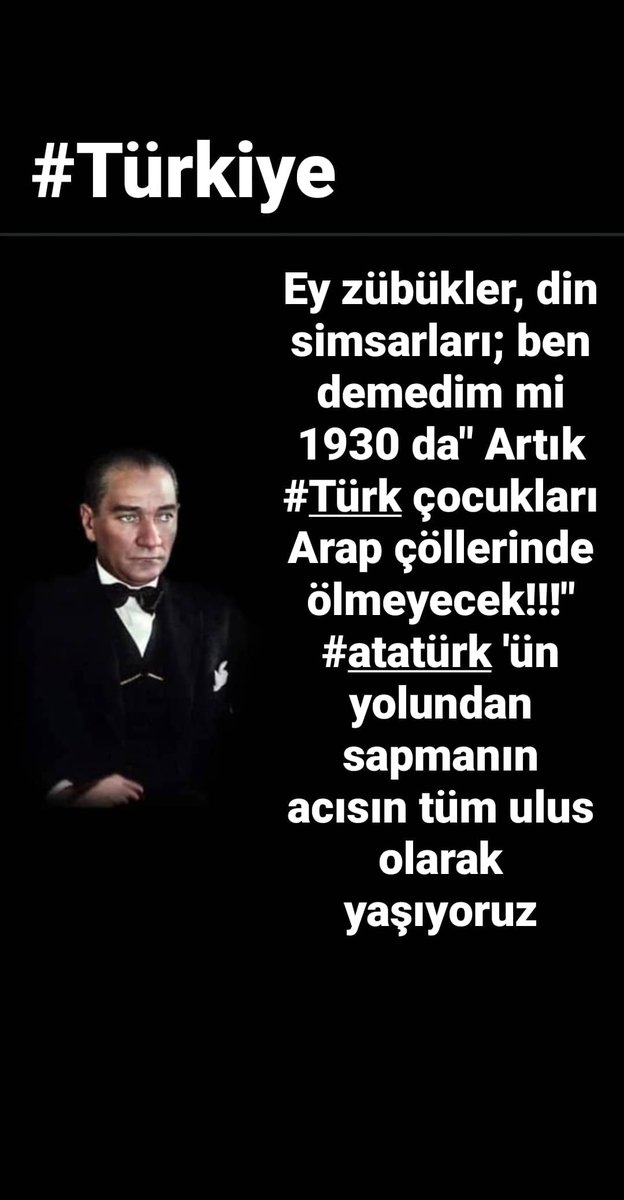 #Türkiye
Ey zübükler, din
simsarları; ben
demedim mi
1930 da" Artık
#Türk çocukları
Arap çöllerinde
ölmeyecek!!!"
#atatürk 'ün
yolundan
sapmanın
acısın tüm ulus
olarak
yaşıyoruz